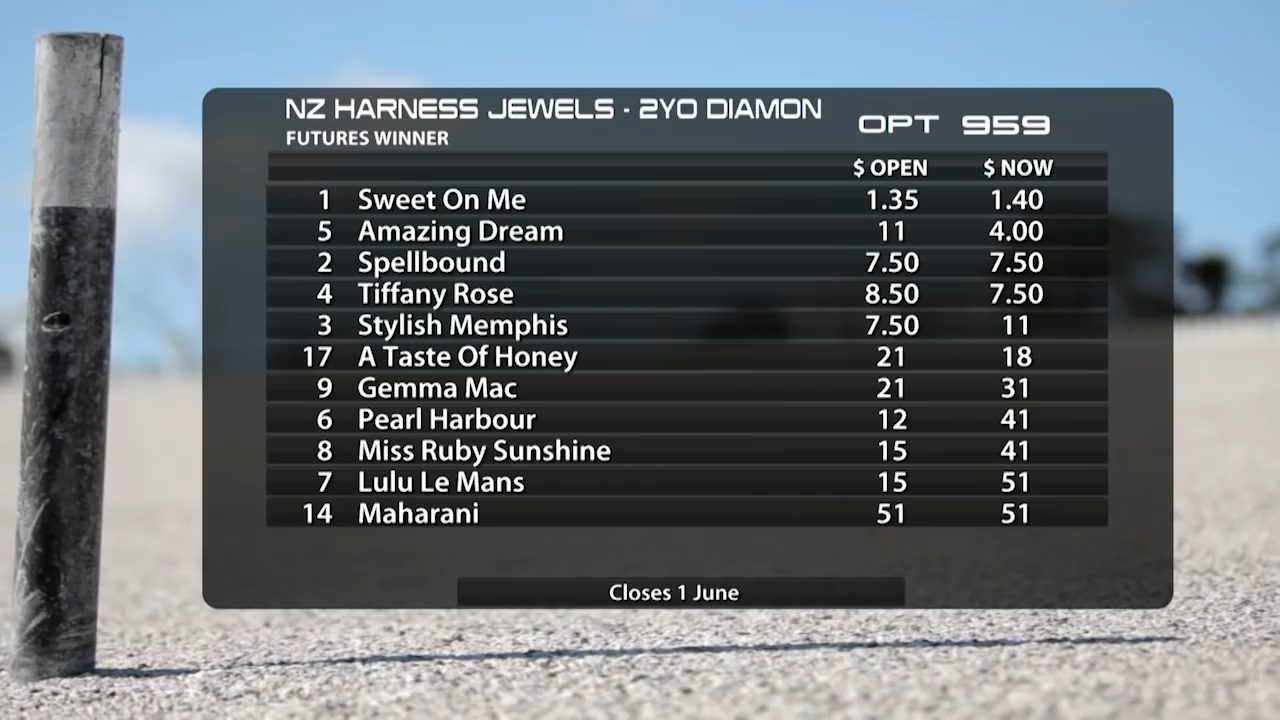 NZ HARNESS JEWELS - 2YO DIAMON
FUTURES WINNER
OPT 959
$ OPEN $ NOW
1 Sweet On Me 1.35 1.40
5 Amazing Dream 11 4.00
2 Spellbound 7.50 7.50
4 Tiffany Rose 8.50 7.50
3 Stylish Memphis 7.50 11
17 A Taste Of Honey 21 18
9 Gemma Mac 21 31
6 Pearl Harbour 12 41
8 Miss Ruby Sunshine 15 41
7 Lulu Le Mans 15 51
14 Maharani 51 51
Closes 1 June